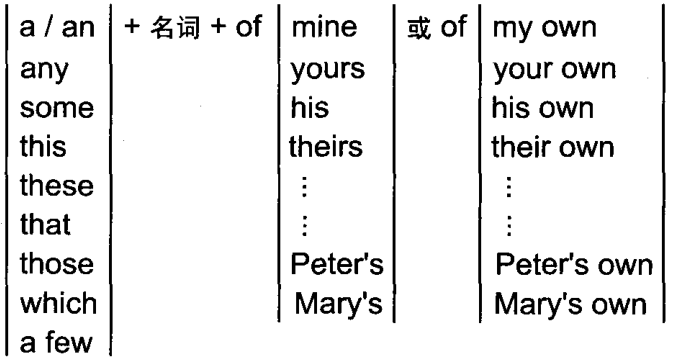 a / an + 名词 + of mine 或 of my own
any yours your own
some his his own
this theirs their own
these ⋮ ⋮
that ⋮ ⋮
those Peter's Peter's own
which Mary's Mary's own
a few